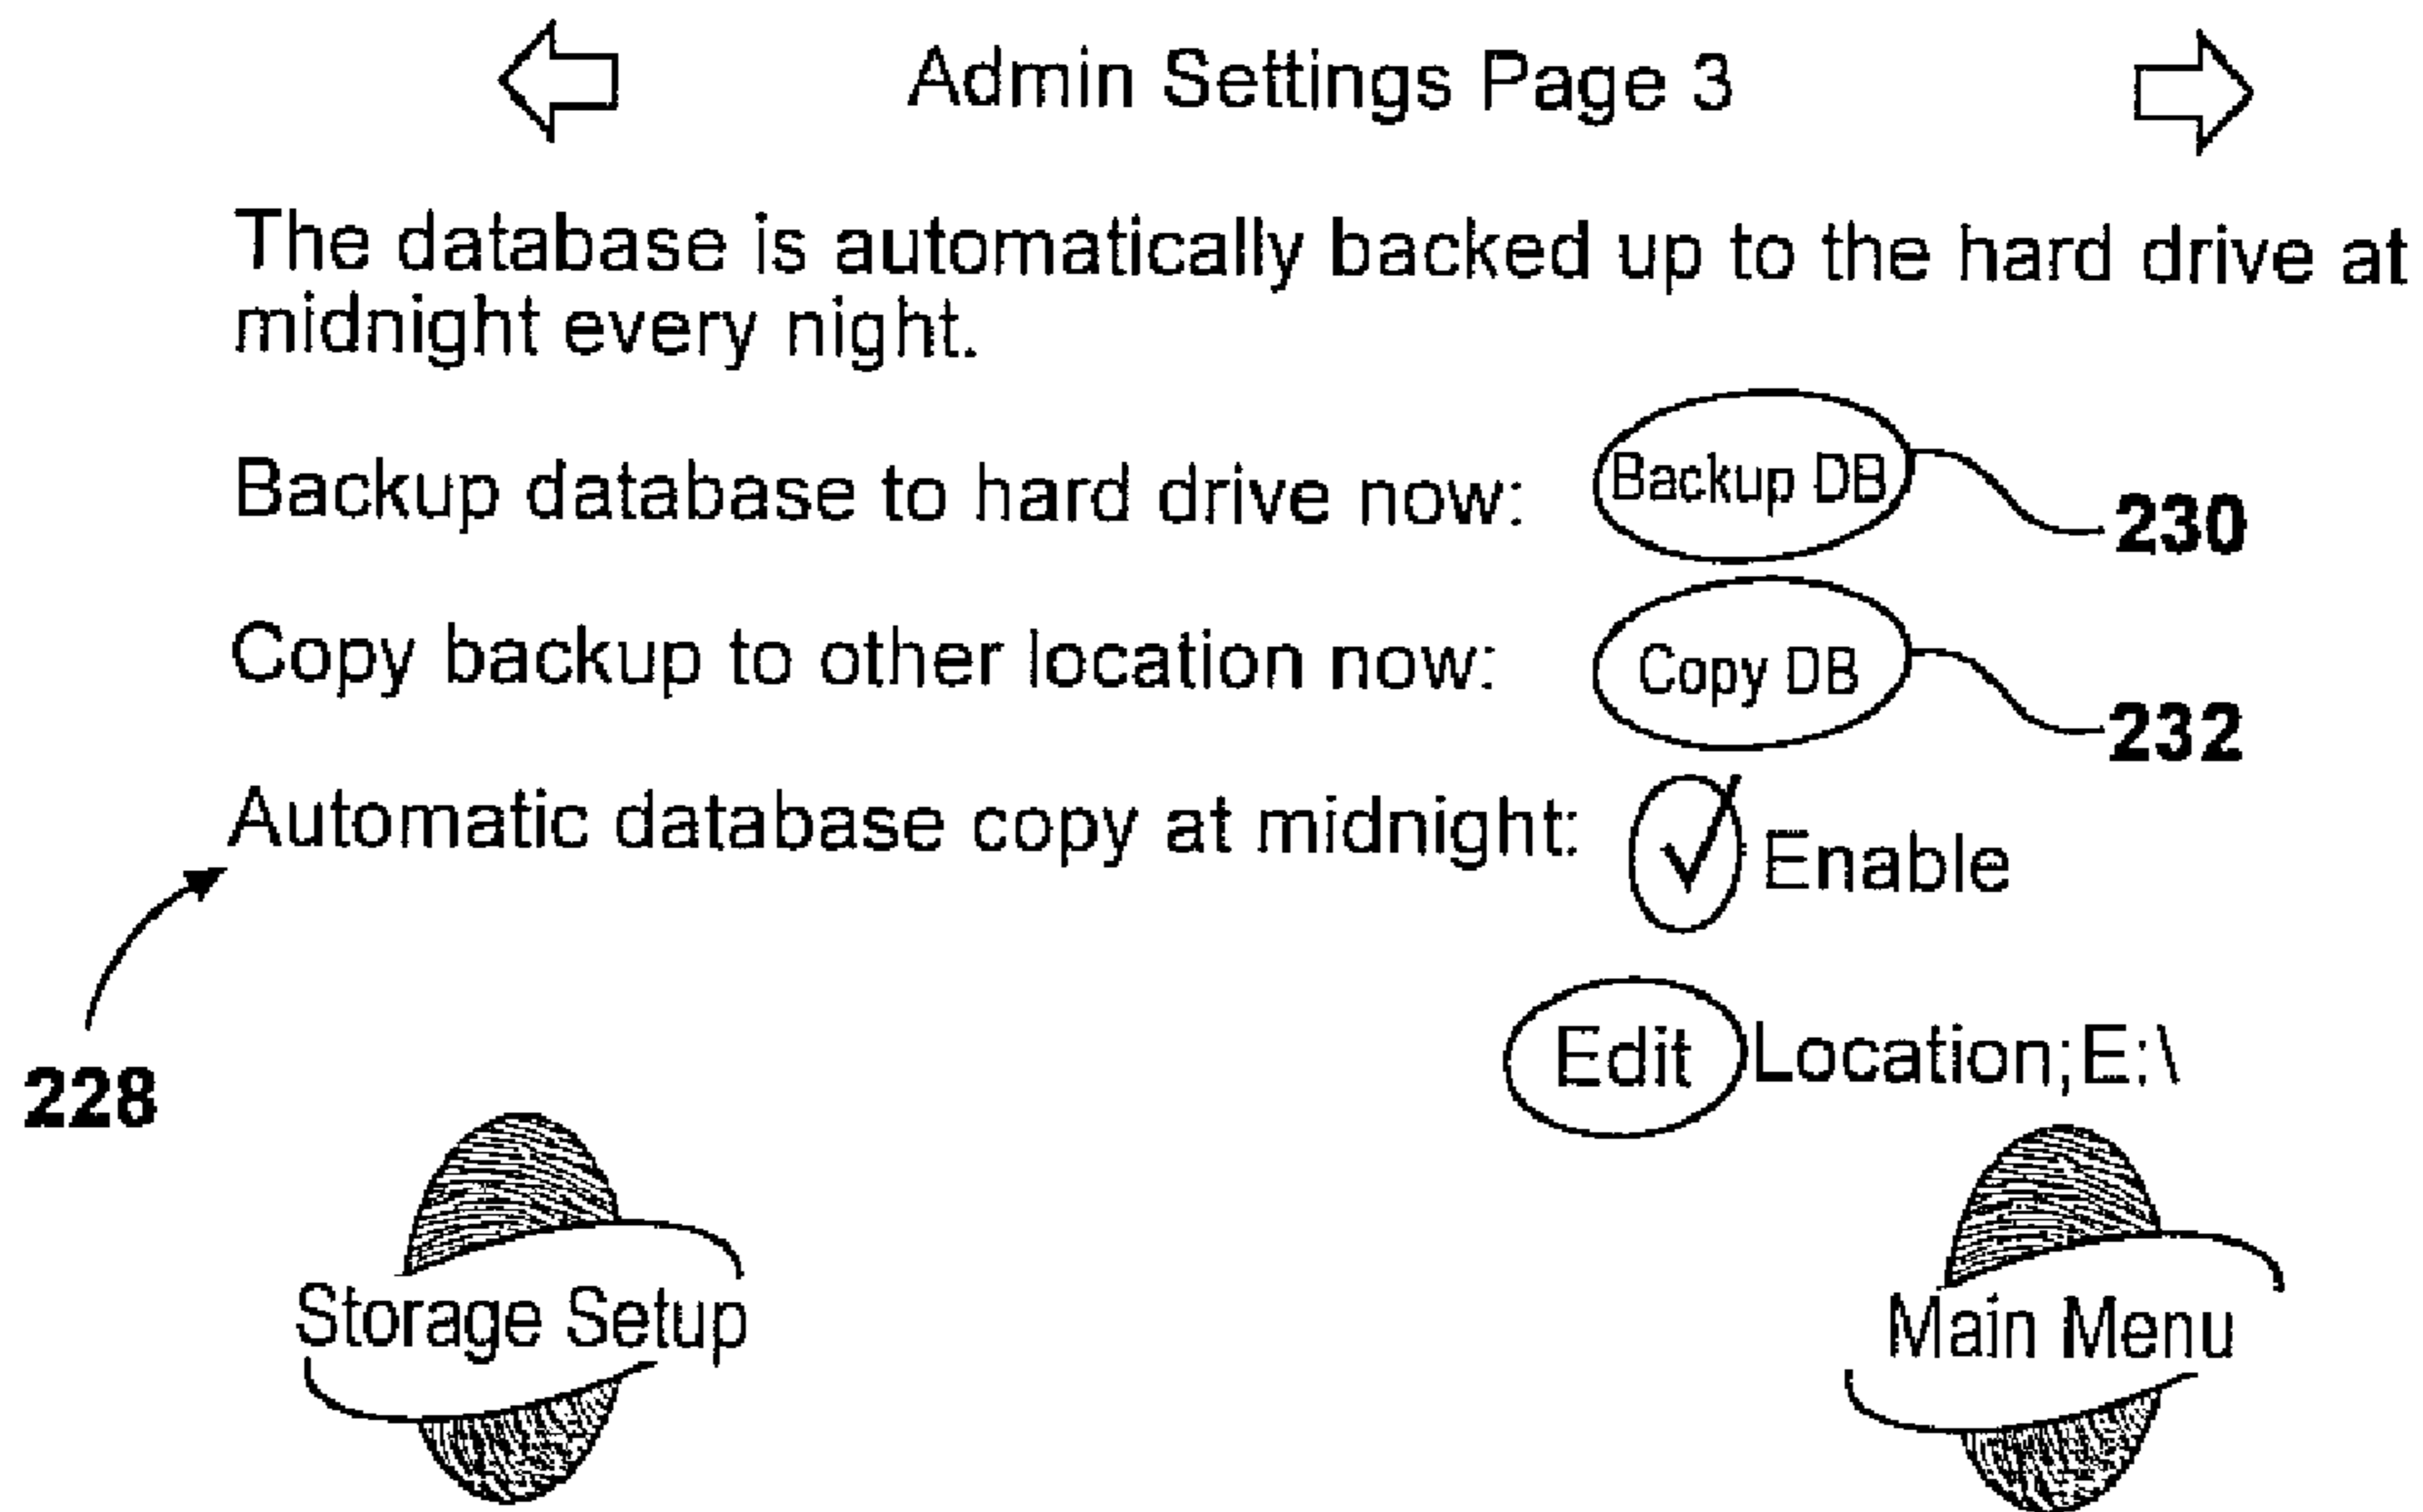 Admin Settings Page 3
The database is automatically backed up to the hard drive at
midnight every night.
Backup database to hard drive now: Backup DB
230
Copy backup to other location now: Copy DB
232
Automatic database copy at midnight: Enable
Edit Location;E:\
228
Storage Setup
Main Menu